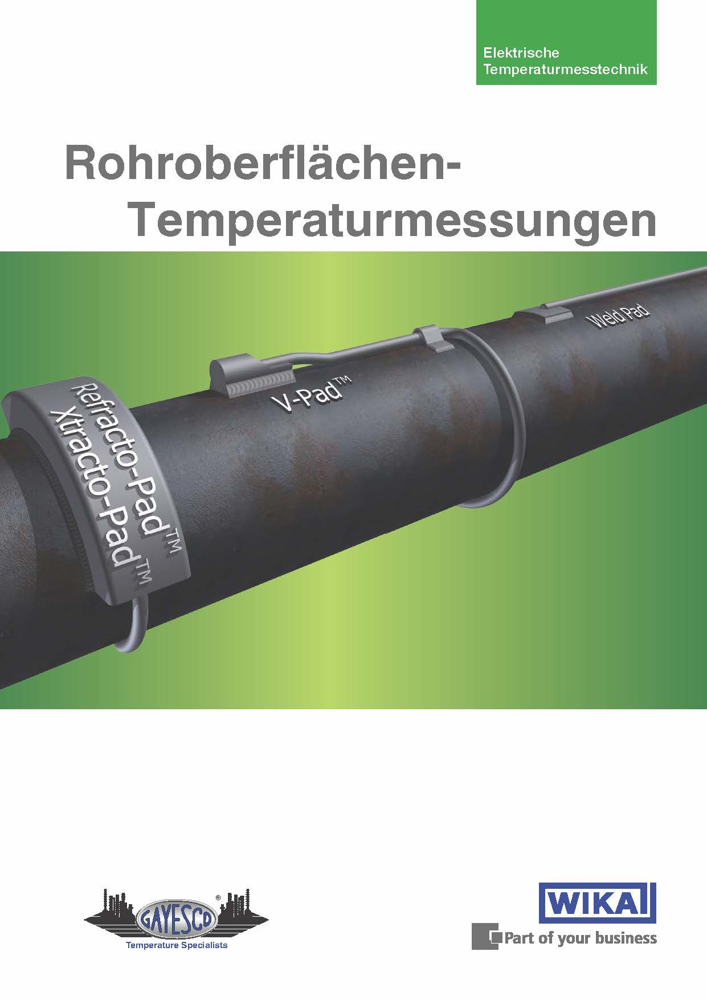 Elektrische
Temperaturmesstechnik
Rohroberflächen-
Temperaturmessungen
Weld Pad
V-Pad™
Refracto-Pad™
Xtracto-Pad™
GAYESCO®
Temperature Specialists
WIKA
Part of your business